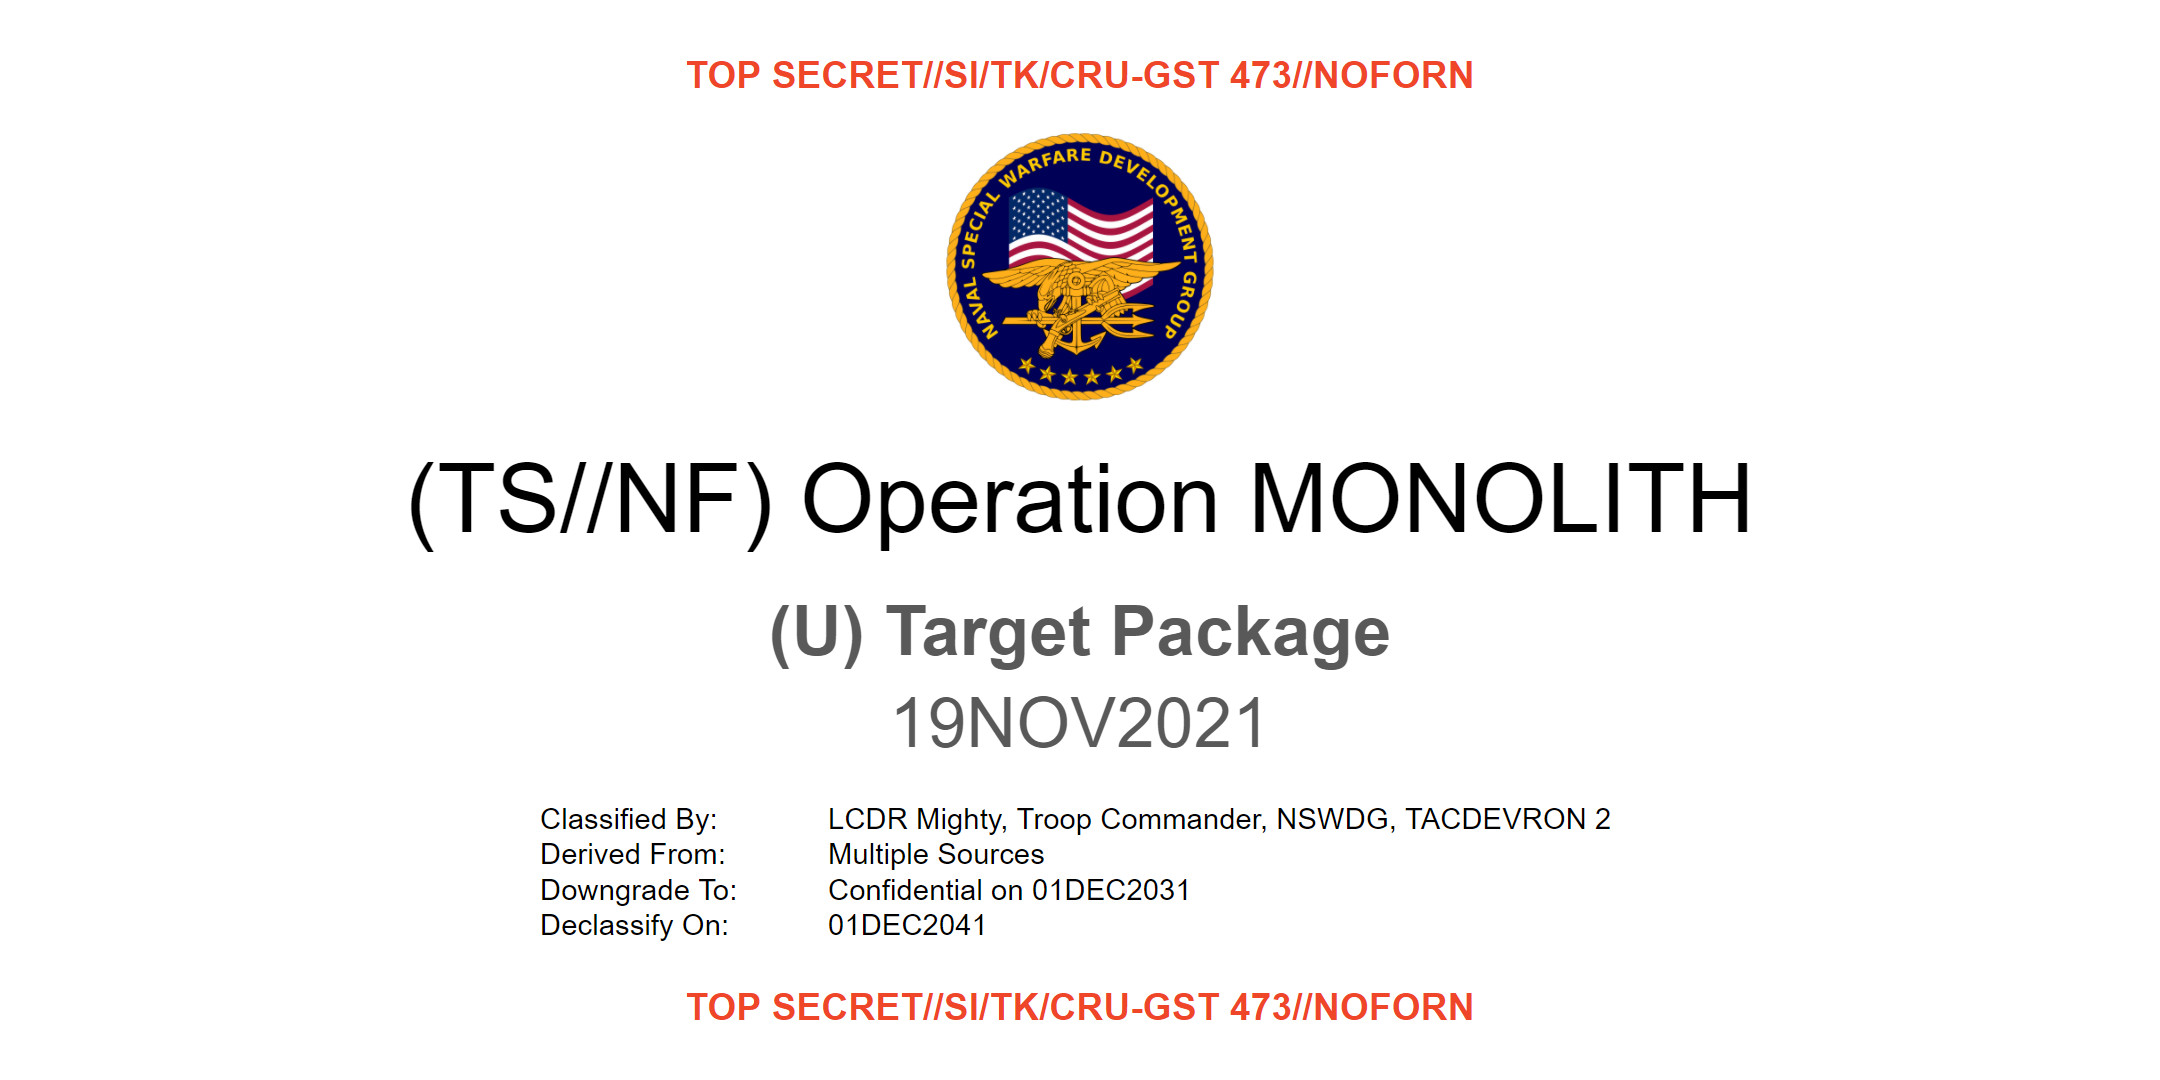 TOP SECRET//SI/TK/CRU-GST 473//NOFORN
NAVAL SPECIAL WARFARE DEVELOPMENT GROUP
(TS//NF) Operation MONOLITH
(U) Target Package
19NOV2021
Classified By: LCDR Mighty, Troop Commander, NSWDG, TACDEVRON 2
Derived From: Multiple Sources
Downgrade To: Confidential on 01DEC2031
Declassify On: 01DEC2041
TOP SECRET//SI/TK/CRU-GST 473//NOFORN